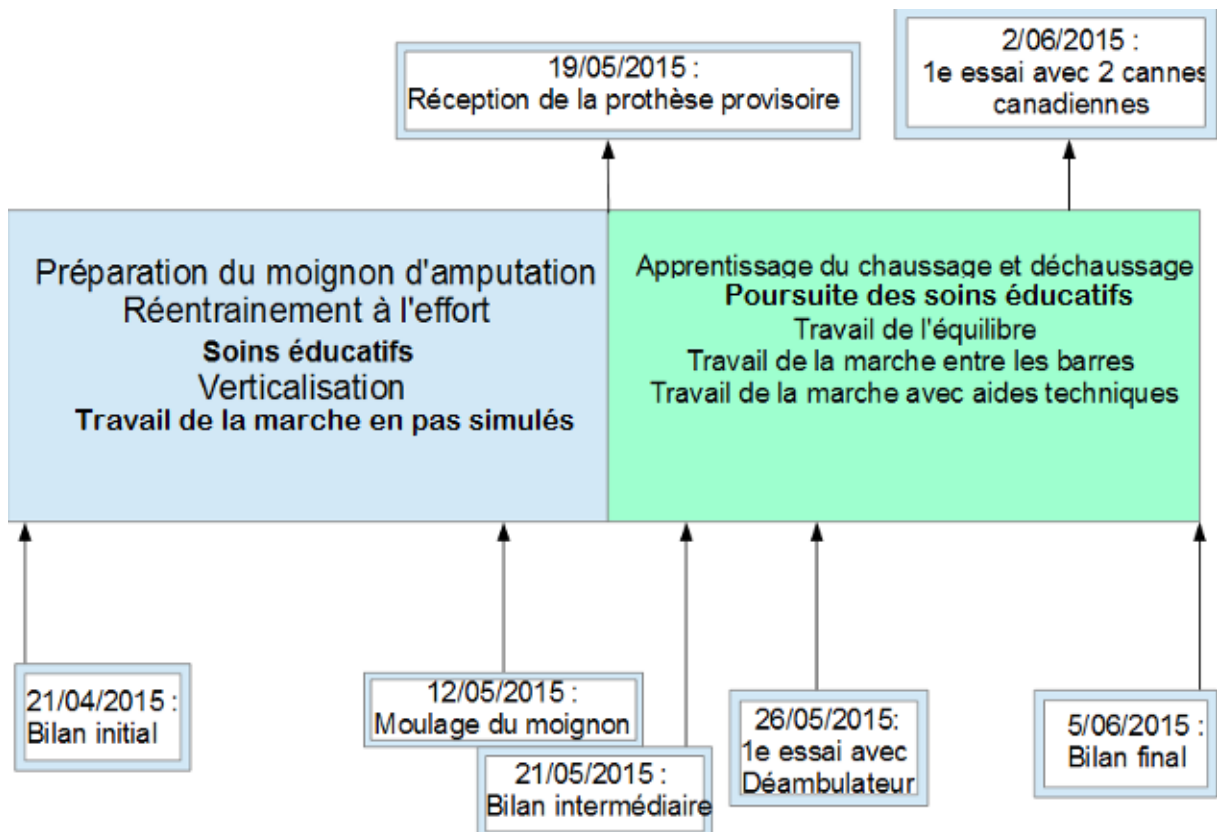 19/05/2015 :
Réception de la prothèse provisoire
2/06/2015 :
1e essai avec 2 cannes
canadiennes
Préparation du moignon d'amputation
Réentrainement à l'effort
Soins éducatifs
Verticalisation
Travail de la marche en pas simulés
Apprentissage du chaussage et déchaussage
Poursuite des soins éducatifs
Travail de l'équilibre
Travail de la marche entre les barres
Travail de la marche avec aides techniques
21/04/2015 :
Bilan initial
12/05/2015 :
Moulage du moignon
21/05/2015 :
Bilan intermédiaire
26/05/2015:
1e essai avec
Déambulateur
5/06/2015 :
Bilan final